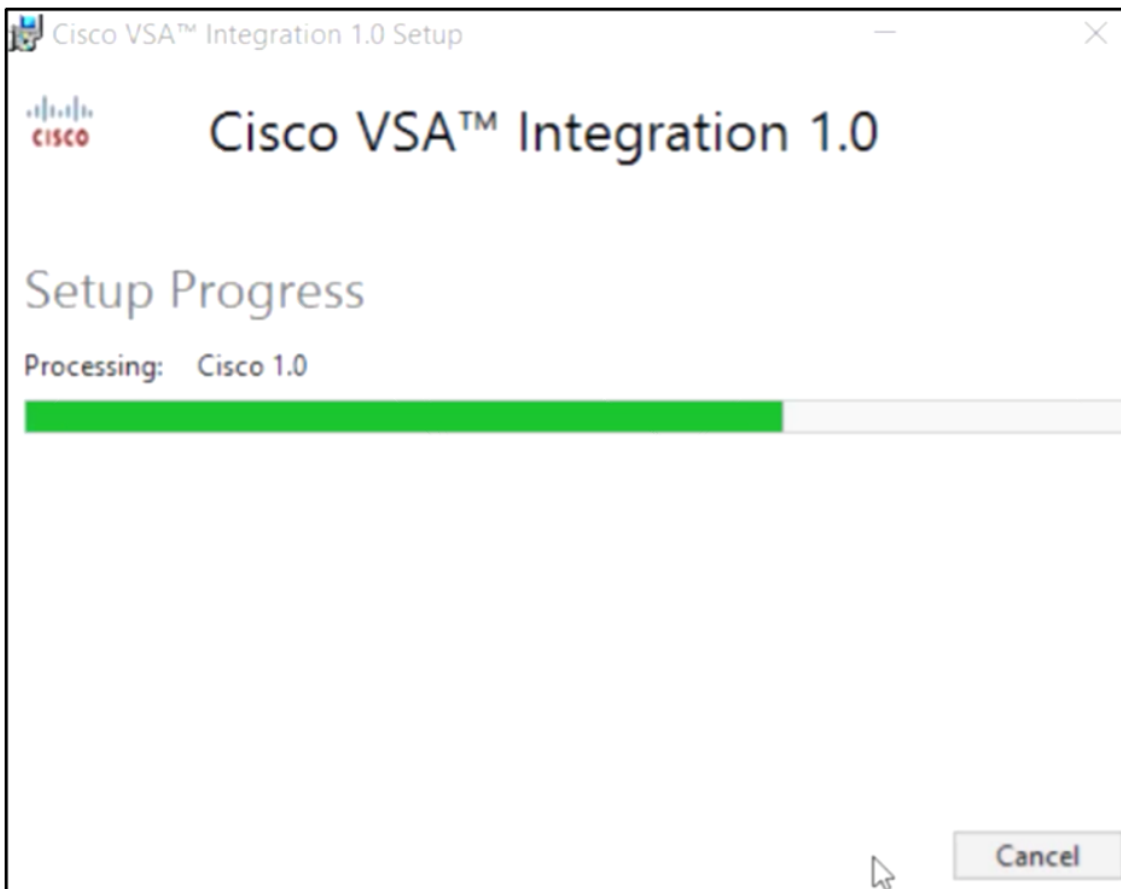 Cisco VSA™ Integration 1.0 Setup
CISCO
Cisco VSA™ Integration 1.0
Setup Progress
Processing: Cisco 1.0
Cancel